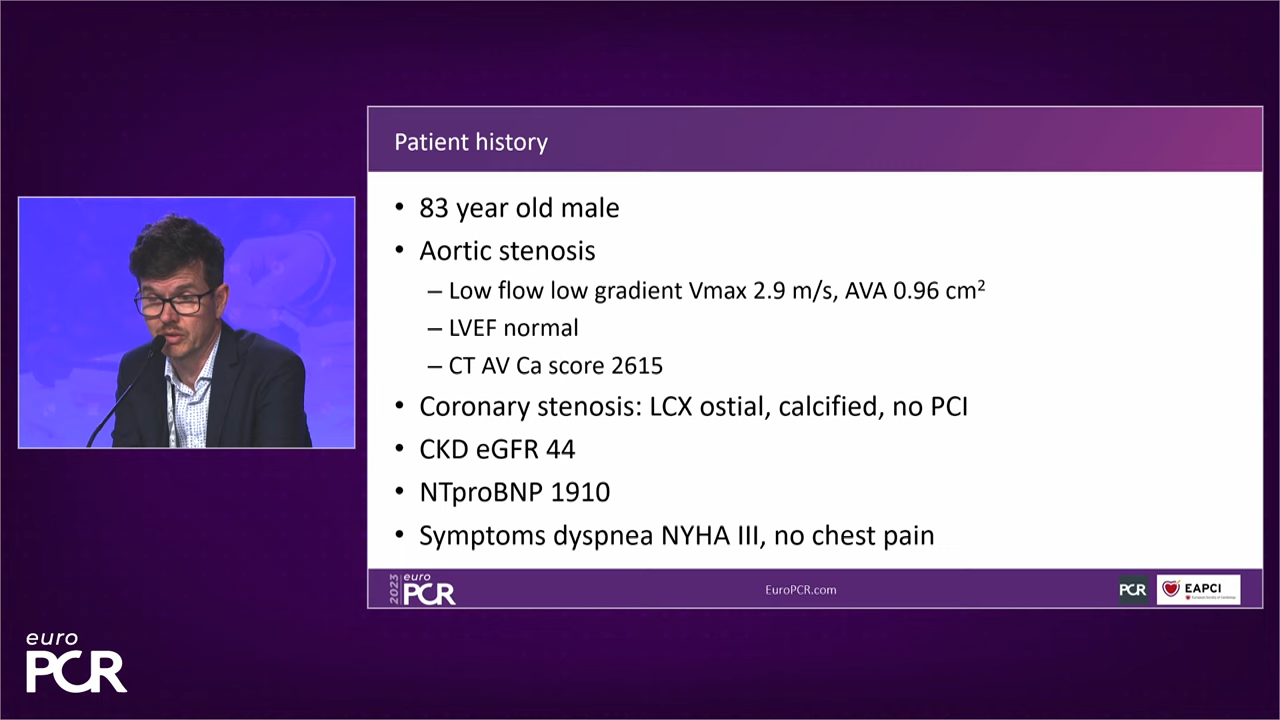 Patient history
• 83 year old male
• Aortic stenosis
– Low flow low gradient Vmax 2.9 m/s, AVA 0.96 cm²
– LVEF normal
– CT AV Ca score 2615
• Coronary stenosis: LCX ostial, calcified, no PCI
• CKD eGFR 44
• NTproBNP 1910
• Symptoms dyspnea NYHA III, no chest pain
2023 euro PCR
EuroPCR.com
PCR
EAPCI
euro
PCR